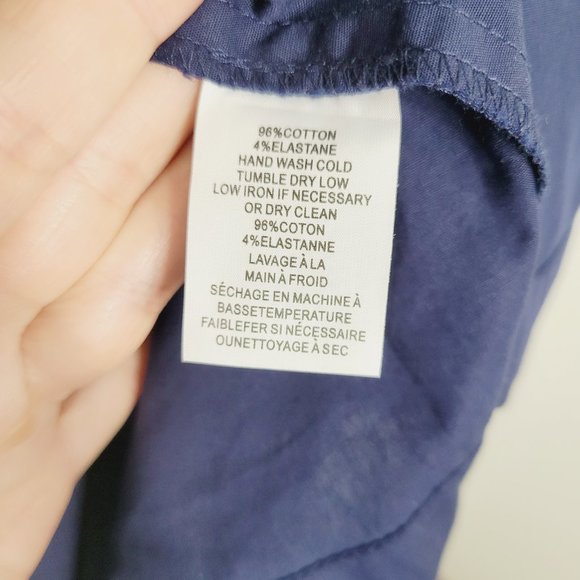 96%COTTON
4%ELASTANE
HAND WASH COLD
TUMBLE DRY LOW
LOW IRON IF NECESSARY
OR DRY CLEAN
96%COTON
4%ELASTANNE
LAVAGE À LA
MAIN À FROID
SÉCHAGE EN MACHINE À
BASSETEMPERATURE
FAIBLEFER SI NÉCESSAIRE
OUNETTOYAGE À SEC